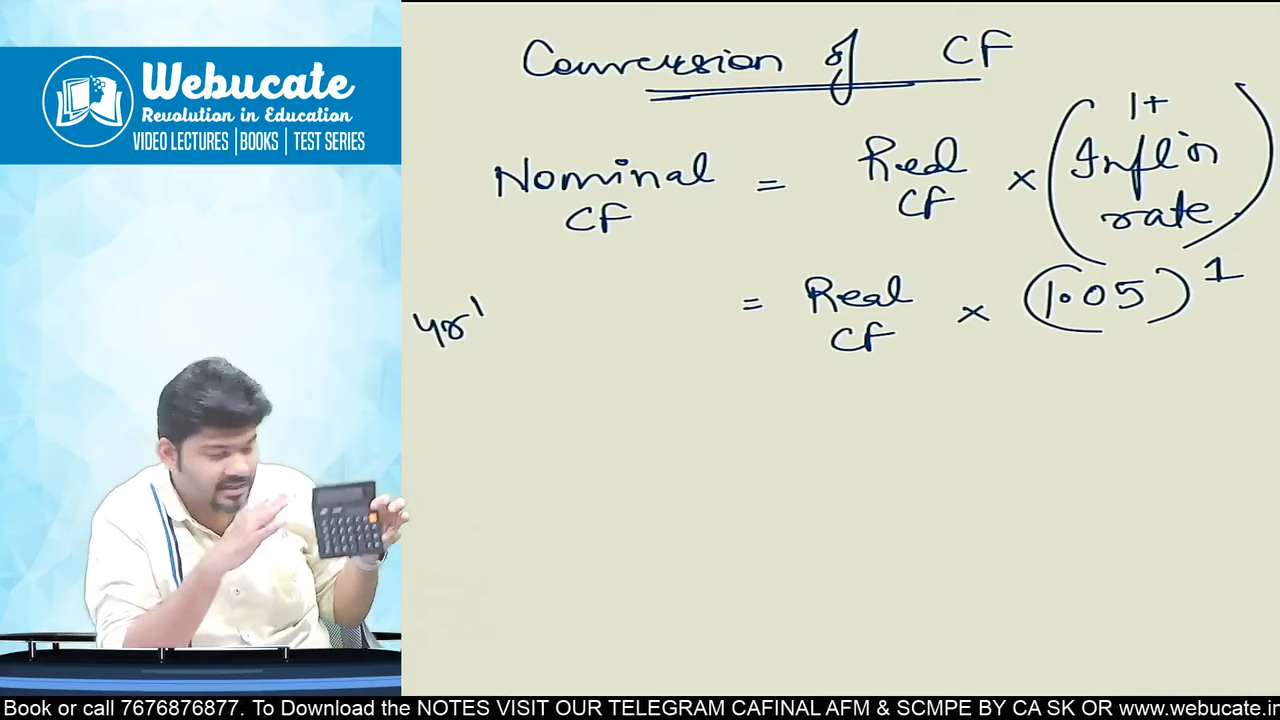 Webucate
Revolution in Education
VIDEO LECTURES | BOOKS | TEST SERIES
Conversion of CF
Nominal CF = Real CF × (1+ Infl'n rate)
yr 1 = Real CF × (1.05)^1
Book or call 7676876877. To Download the NOTES VISIT OUR TELEGRAM CAFINAL AFM & SCMPE BY CA SK OR www.webucate.in